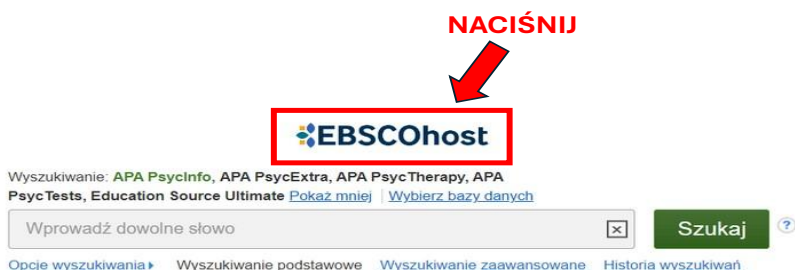 NACIŚNIJ
EBSCOhost
Wyszukiwanie: APA PsycInfo, APA PsycExtra, APA PsycTherapy, APA
PsycTests, Education Source Ultimate Pokaż mniej | Wybierz bazy danych
Wprowadź dowolne słowo
Szukaj ?
Opcje wyszukiwania Wyszukiwanie podstawowe Wyszukiwanie zaawansowane Historia wyszukiwań